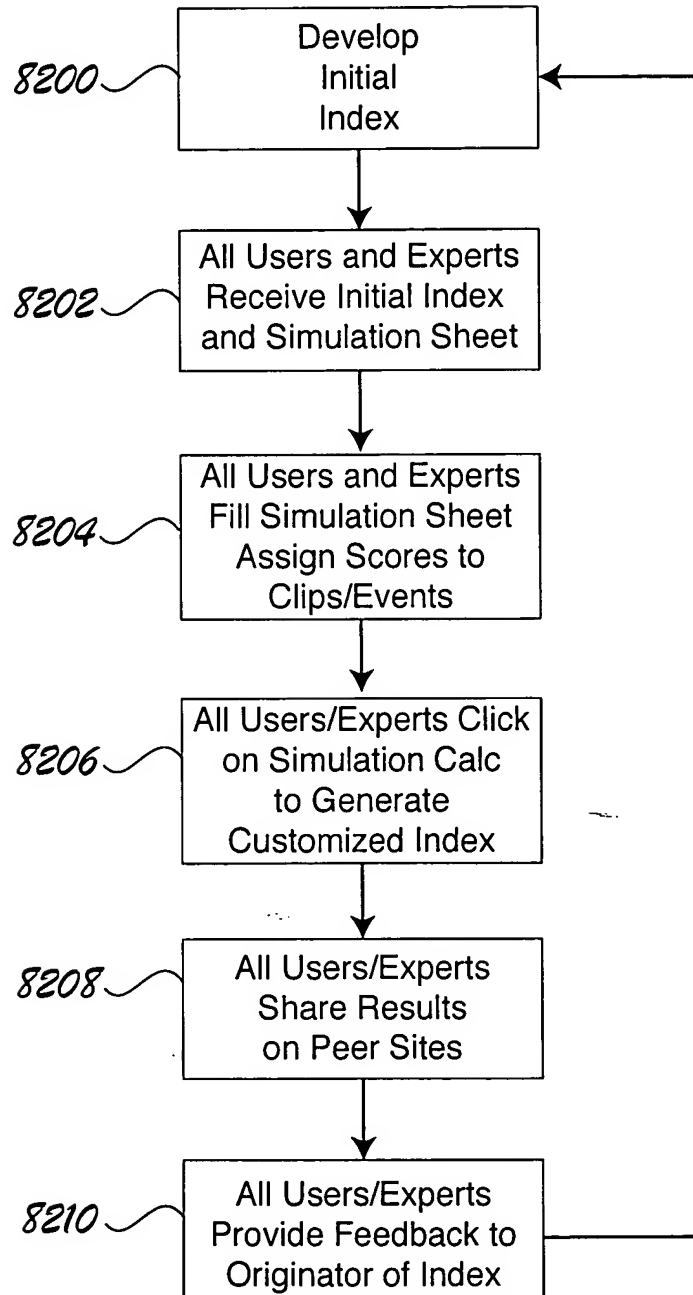 8200
Develop
Initial
Index
8202
All Users and Experts
Receive Initial Index
and Simulation Sheet
8204
All Users and Experts
Fill Simulation Sheet
Assign Scores to
Clips/Events
8206
All Users/Experts Click
on Simulation Calc
to Generate
Customized Index
8208
All Users/Experts
Share Results
on Peer Sites
8210
All Users/Experts
Provide Feedback to
Originator of Index